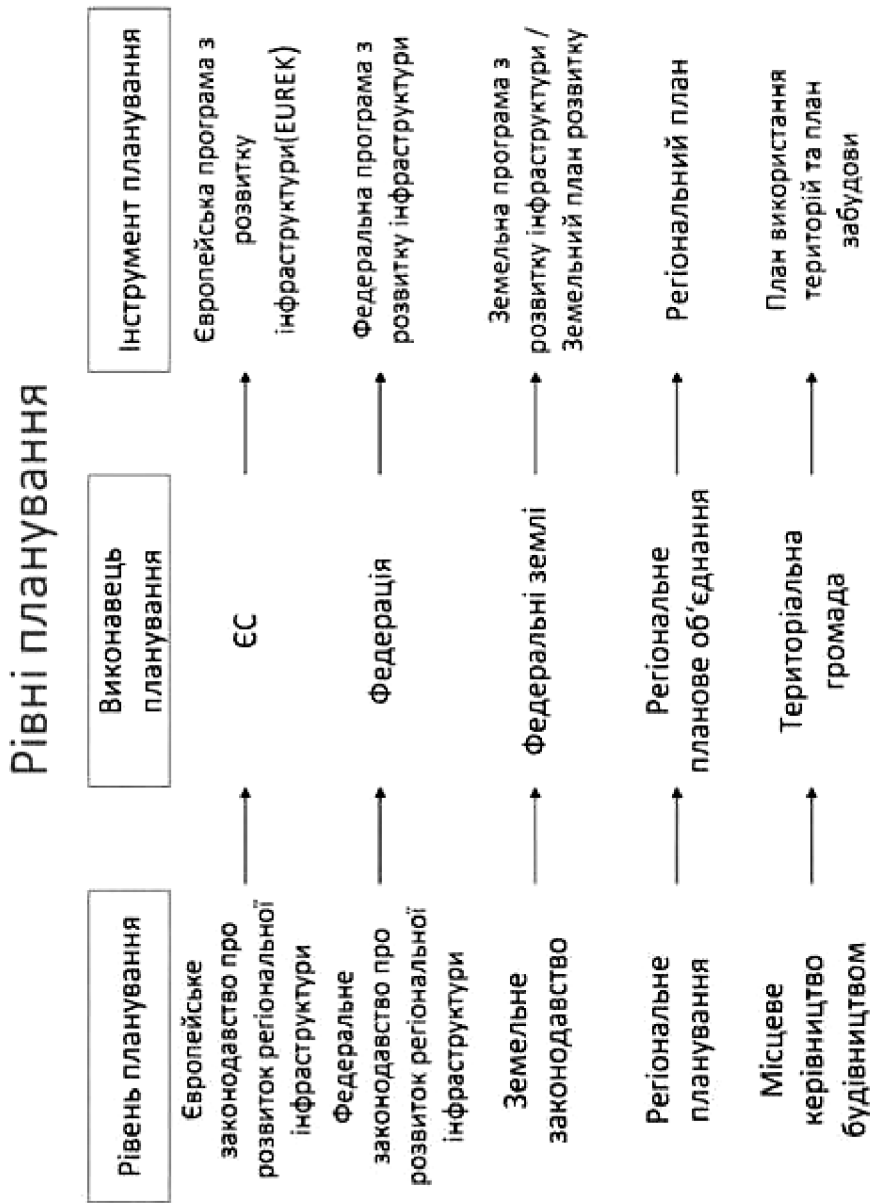 Рівні планування
Рівень планування
Виконавець
планування
Інструмент планування
Європейське
законодавство про
розвиток регіональної
інфраструктури
ЄС
Європейська програма з
розвитку
інфраструктури(EUREK)
Федеральне
законодавство про
розвиток регіональної
інфраструктури
Федерація
Федеральна програма з
розвитку інфраструктури
Земельне
законодавство
Федеральні землі
Земельна програма з
розвитку інфраструктури /
Земельний план розвитку
Регіональне
планування
Регіональне
планове об‘єднання
Регіональний план
Місцеве
керівництво
будівництвом
Територіальна
громада
План використання
територій та план
забудови